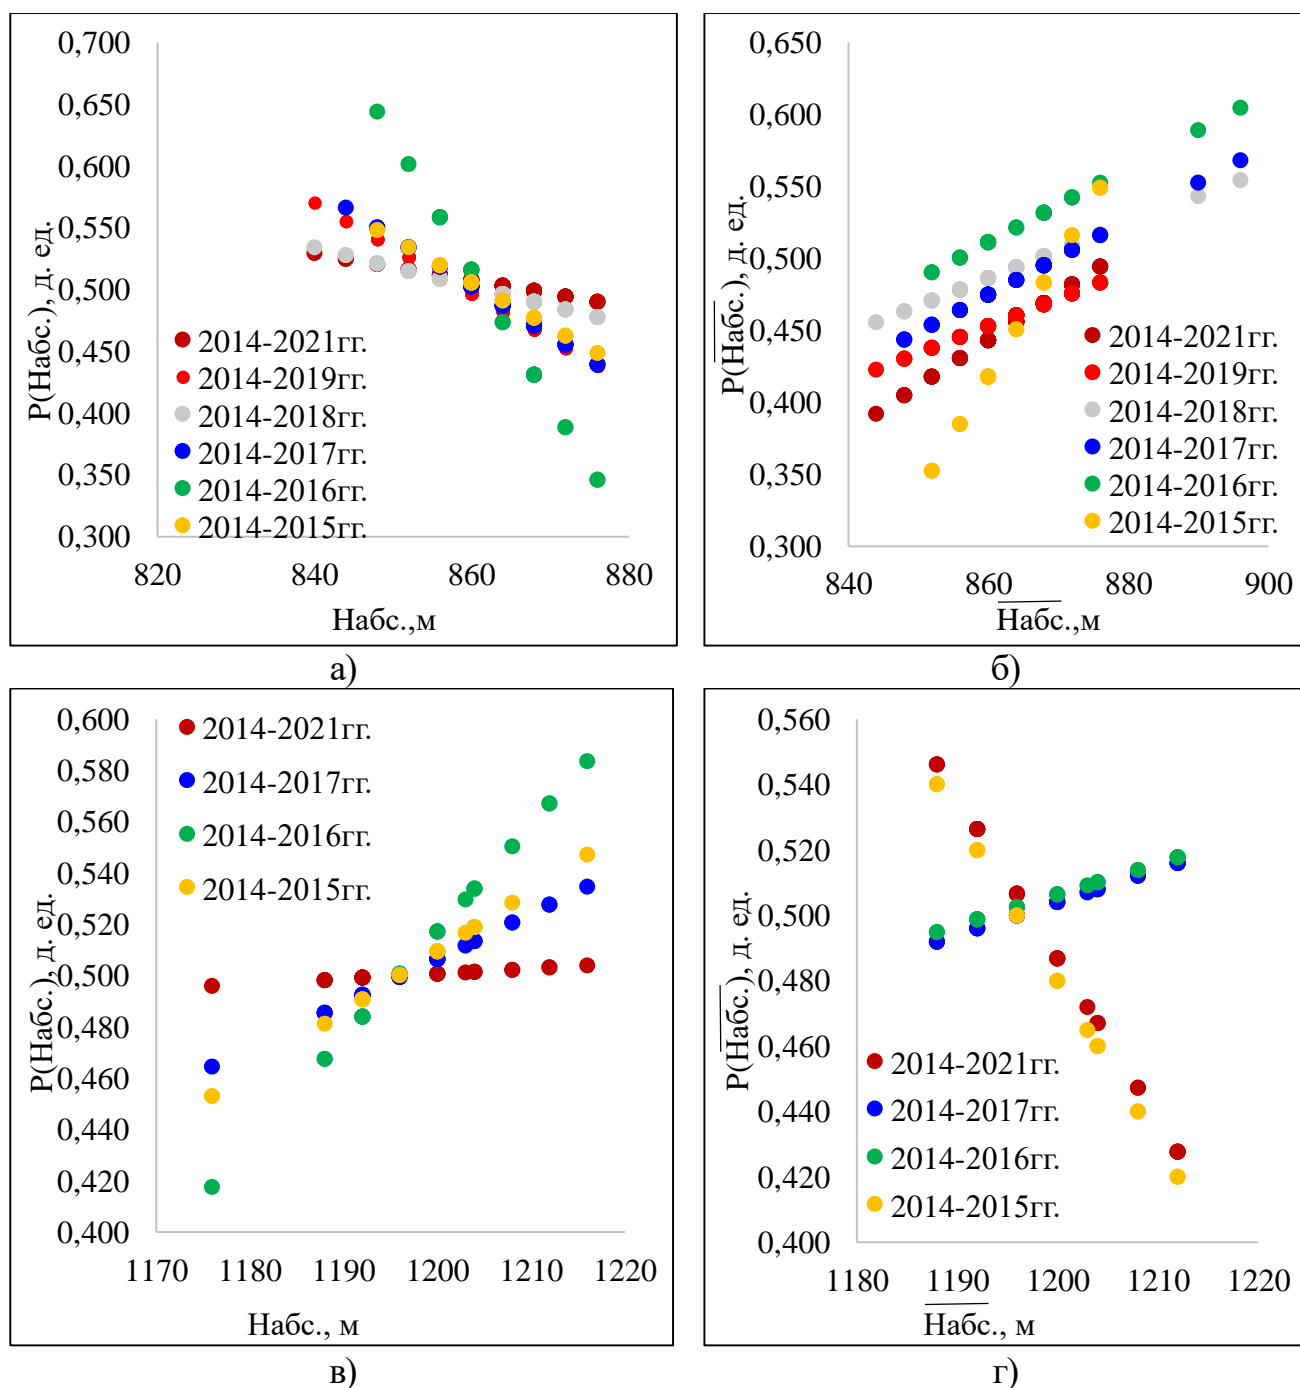 0,700
0,650
0,600
0,550
0,500
0,450
0,400
0,350
0,300
820 840 860 880
P(Набс.), д. ед.
Набс.,м
2014-2021гг.
2014-2019гг.
2014-2018гг.
2014-2017гг.
2014-2016гг.
2014-2015гг.
а)
0,650
0,600
0,550
0,500
0,450
0,400
0,350
0,300
840 860 880 900
P(Набс.), д. ед.
Набс.,м
2014-2021гг.
2014-2019гг.
2014-2018гг.
2014-2017гг.
2014-2016гг.
2014-2015гг.
б)
0,600
0,580
0,560
0,540
0,520
0,500
0,480
0,460
0,440
0,420
0,400
1170 1180 1190 1200 1210 1220
P(Набс.), д. ед.
Набс., м
2014-2021гг.
2014-2017гг.
2014-2016гг.
2014-2015гг.
в)
0,560
0,540
0,520
0,500
0,480
0,460
0,440
0,420
0,400
1180 1190 1200 1210 1220
P(Набс.), д. ед.
Набс., м
2014-2021гг.
2014-2017гг.
2014-2016гг.
2014-2015гг.
г)